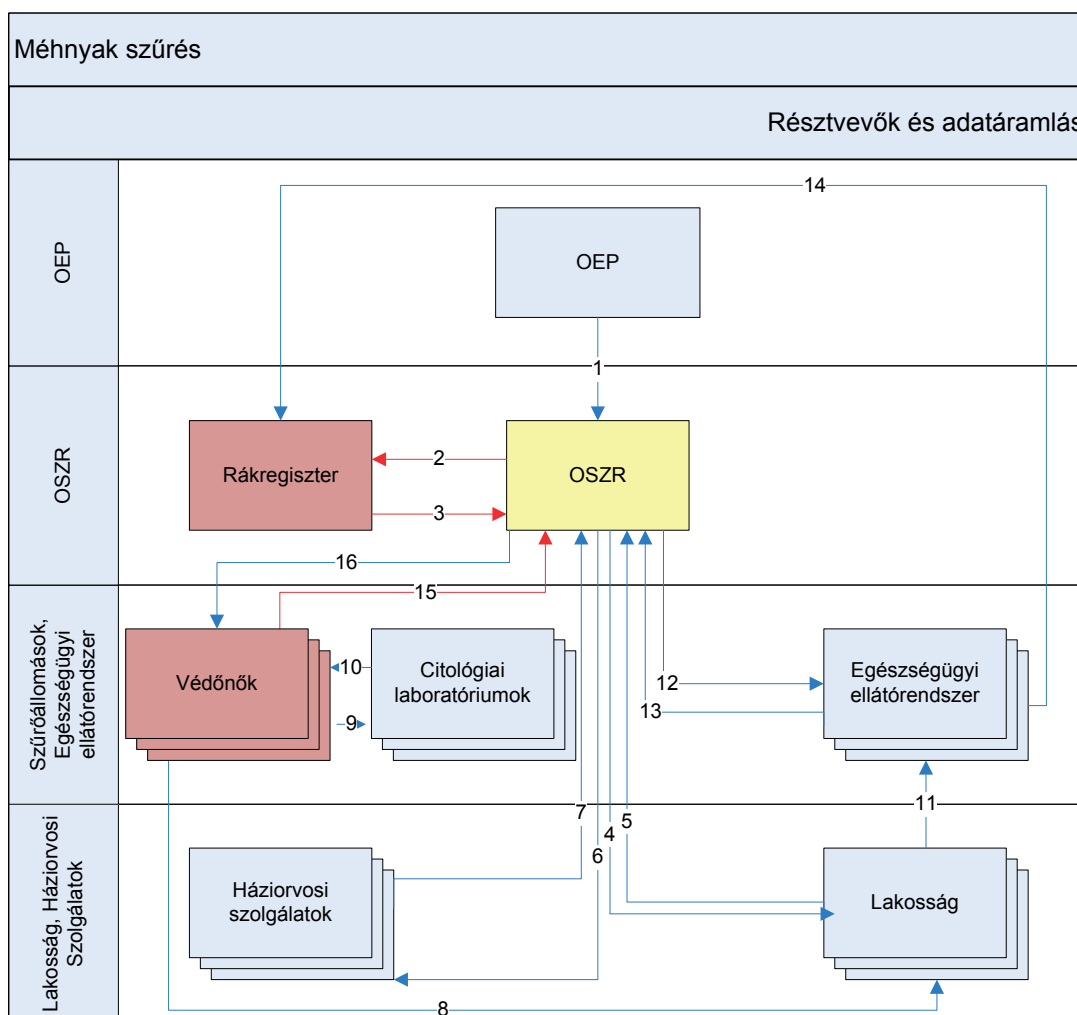 Méhnyak szűrés
Résztvevők és adatáramlás
OEP
14
OEP
1
OSZR
Rákregiszter
2
3
OSZR
16
15
Szűrőállomások,
Egészségügyi
ellátórendszer
Védőnők
10
9
Citológiai
laboratóriumok
12
13
Egészségügyi
ellátórendszer
11
7
6
4
5
Lakosság, Háziorvosi
Szolgálatok
Háziorvosi
szolgálatok
Lakosság
8